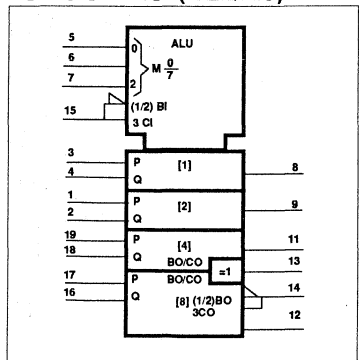 5
0
ALU
6
M 0/7
7
2
(1/2) BI
15
3 CI
3
P
[1]
8
4
Q
1
P
[2]
9
2
Q
19
P
[4]
11
18
Q
BO/CO
=1
13
17
P
BO/CO
14
16
Q
[8] (1/2)BO
3CO
12